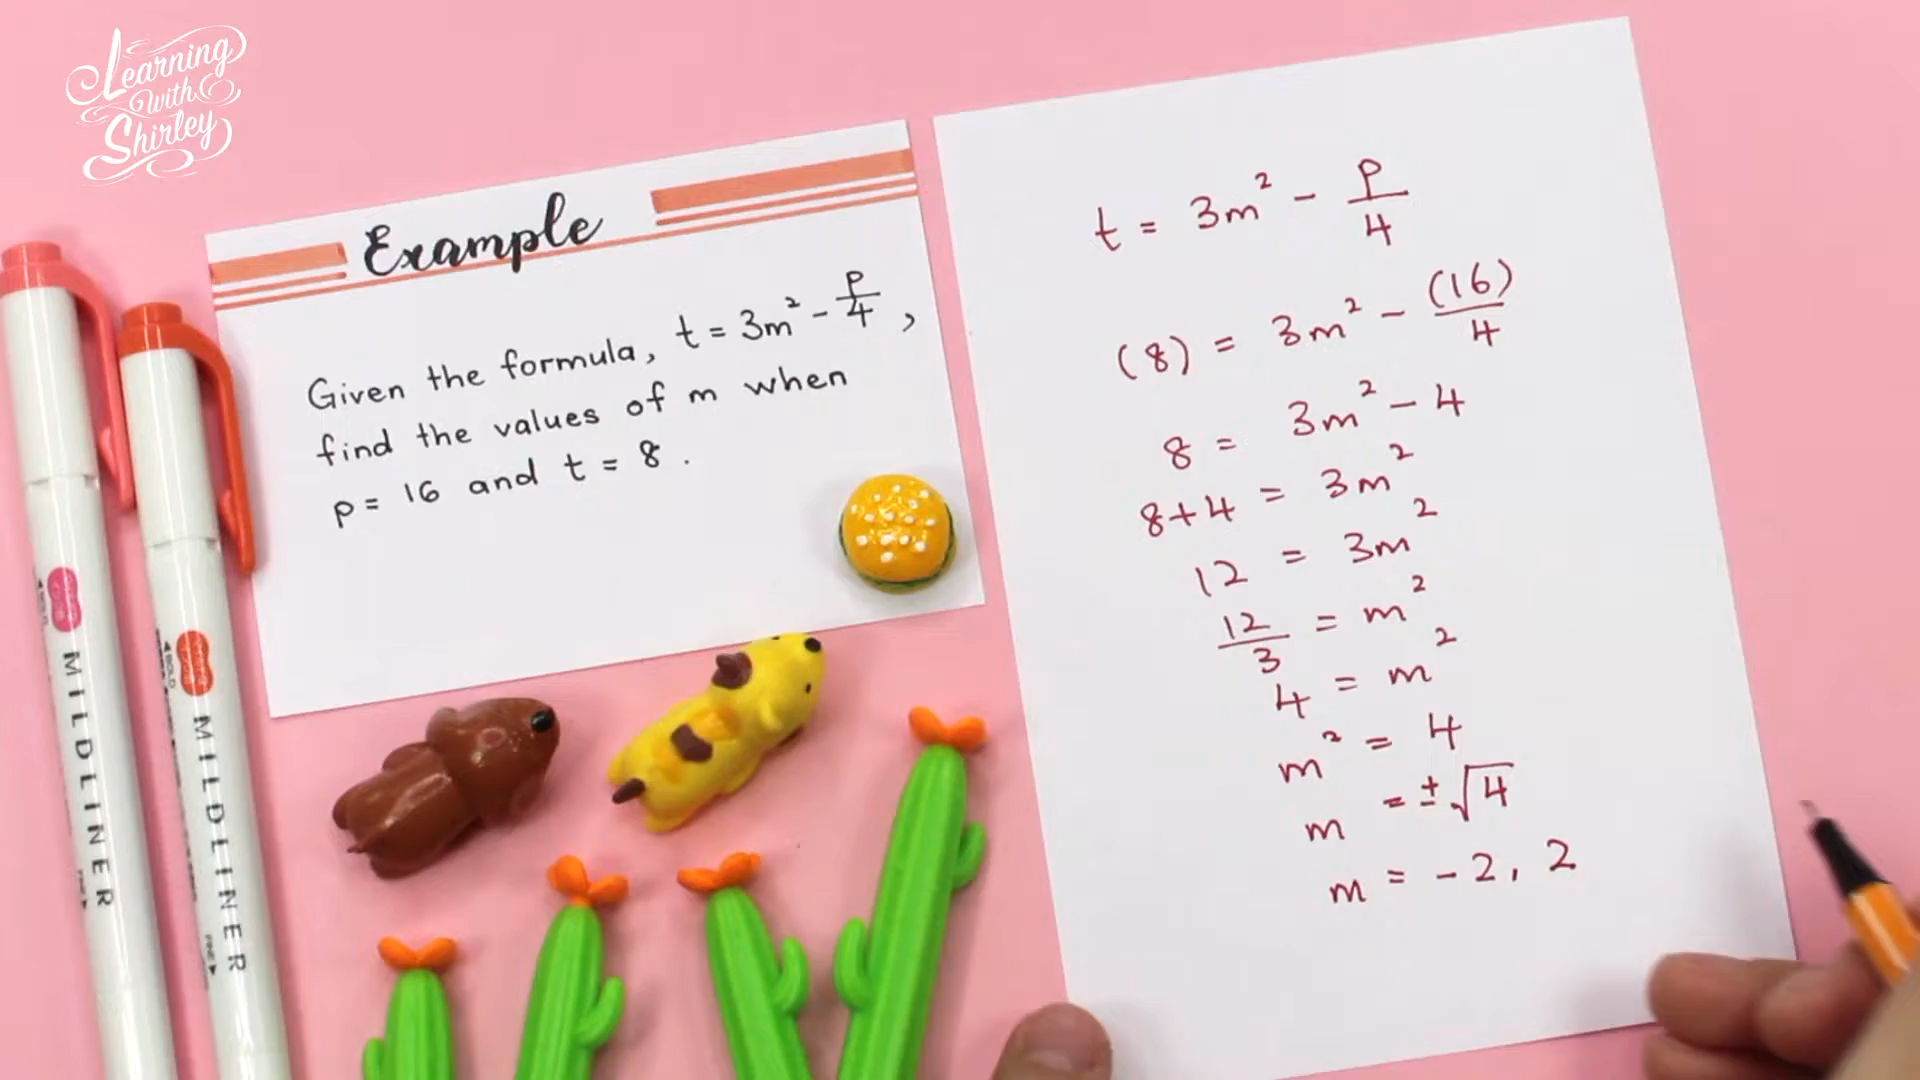 Learning
With
Shirley
Example
Given the formula, t = 3m² - p/4 ,
find the values of m when
p = 16 and t = 8 .
t = 3m² - p/4
(8) = 3m² - (16)/4
8 = 3m² - 4
8+4 = 3m²
12 = 3m²
12/3 = m²
4 = m²
m² = 4
m = ±√4
m = -2, 2
MILDLINER
MILDLINER